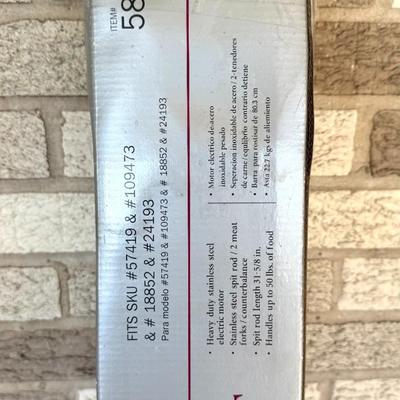 ITEM# 58
FITS SKU #57419 & #109473
& # 18852 & #24193
Para modelo #57419 & #109473 & # 18852 & #24193
• Heavy duty stainless steel
electric motor
• Stainless steel spit rod / 2 meat
forks / counterbalance
• Spit rod length 31-5/8 in.
• Handles up to 50 lbs. of food
• Motor electrico de-acero
inoxidable pesado
• Seperacion inoxidable de acero / 2-tenedores
de carne / equilibrio contrario detiene
• Barra para rostisar de 80.3 cm
• Asta 22.7 kgs de aliemiento